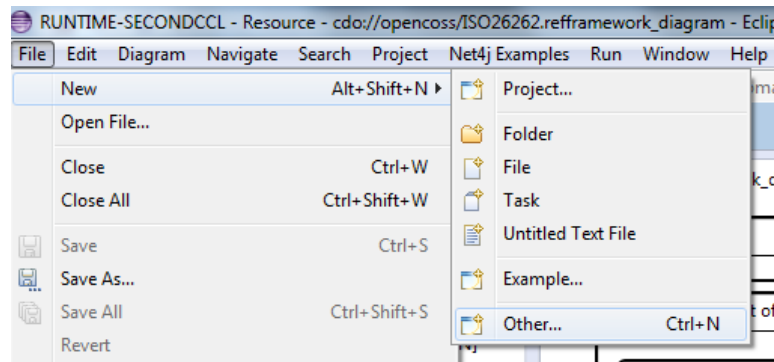 RUNTIME-SECONDCCL - Resource - cdo://opencoss/ISO26262.refframework_diagram - Eclip
File Edit Diagram Navigate Search Project Net4j Examples Run Window Help
New Alt+Shift+N
Open File...
Close Ctrl+W
Close All Ctrl+Shift+W
Save Ctrl+S
Save As...
Save All Ctrl+Shift+S
Revert
Project...
Folder
File
Task
Untitled Text File
Example...
Other... Ctrl+N